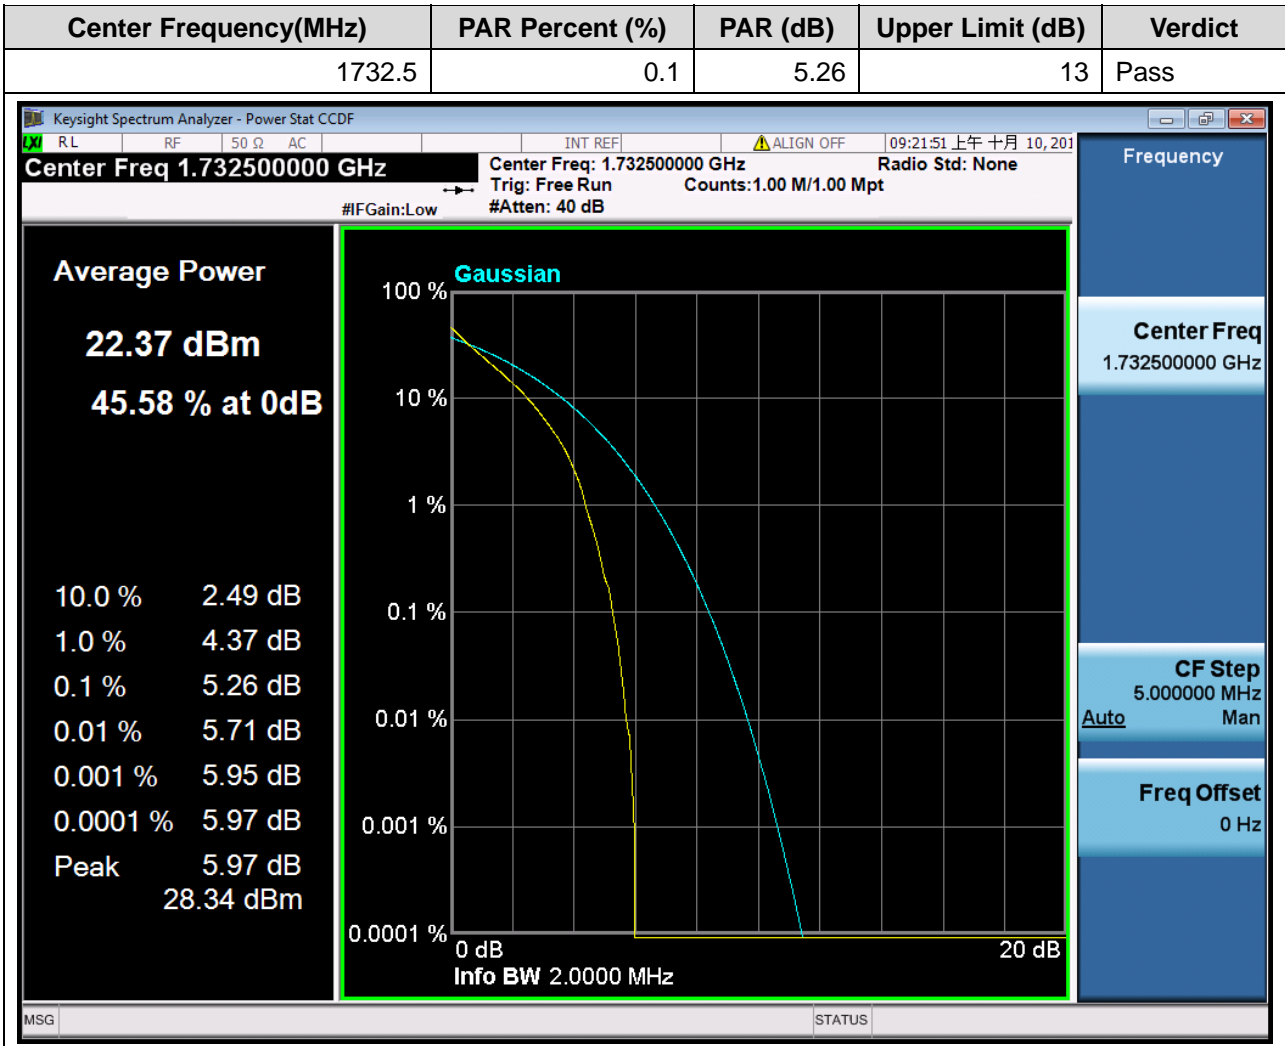 Center Frequency(MHz) PAR Percent (%) PAR (dB) Upper Limit (dB) Verdict
1732.5 0.1 5.26 13 Pass
Keysight Spectrum Analyzer - Power Stat CCDF
LXI RL RF 50 Ω AC INT REF ALIGN OFF 09:21:51 上午 十月 10, 201
Center Freq 1.732500000 GHz
Center Freq: 1.732500000 GHz Radio Std: None
Trig: Free Run Counts:1.00 M/1.00 Mpt
#IFGain:Low #Atten: 40 dB
Frequency
Average Power
22.37 dBm
45.58 % at 0dB
10.0 % 2.49 dB
1.0 % 4.37 dB
0.1 % 5.26 dB
0.01 % 5.71 dB
0.001 % 5.95 dB
0.0001 % 5.97 dB
Peak 5.97 dB
28.34 dBm
Gaussian
100 %
10 %
1 %
0.1 %
0.01 %
0.001 %
0.0001 %
0 dB 20 dB
Info BW 2.0000 MHz
Center Freq
1.732500000 GHz
CF Step
5.000000 MHz
Auto Man
Freq Offset
0 Hz
MSG STATUS